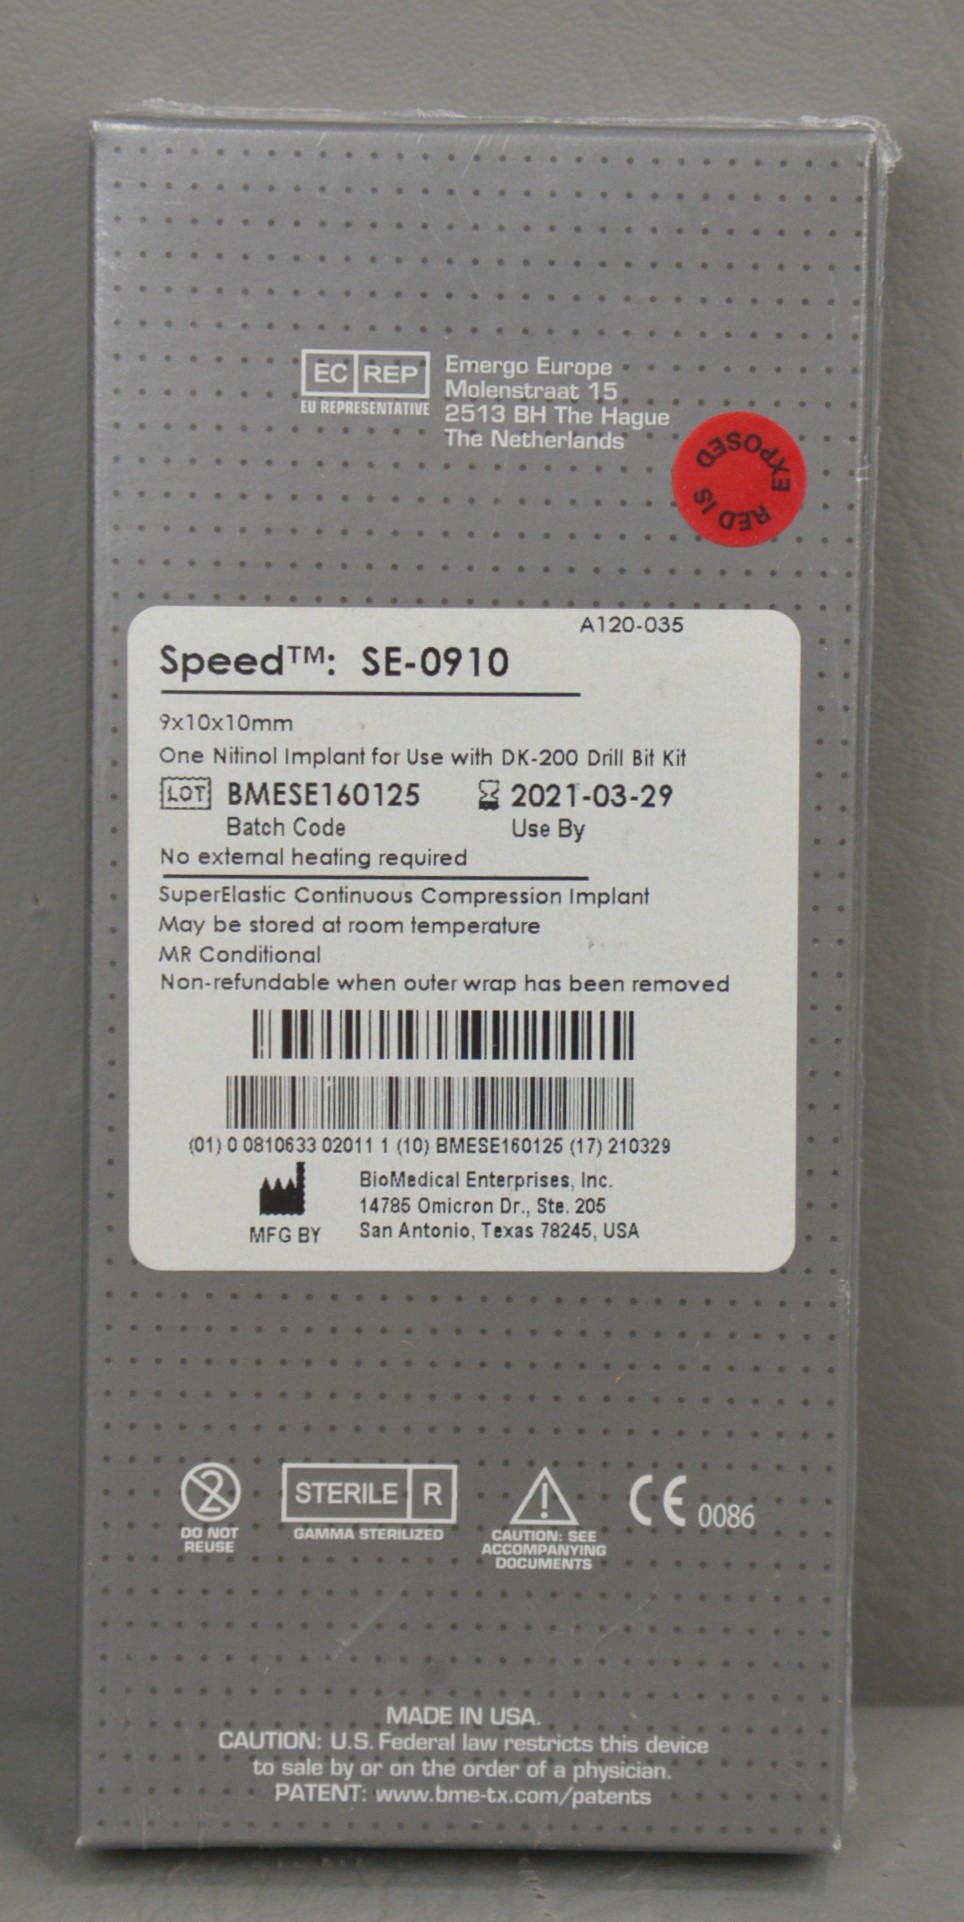 EC REP
EU REPRESENTATIVE
Emergo Europe
Molenstraat 15
2513 BH The Hague
The Netherlands
RED IS EXPOSED
A120-035
Speed™: SE-0910
9x10x10mm
One Nitinol Implant for Use with DK-200 Drill Bit Kit
LOT BMESE160125 2021-03-29
Batch Code Use By
No external heating required
SuperElastic Continuous Compression Implant
May be stored at room temperature
MR Conditional
Non-refundable when outer wrap has been removed
(01) 0 0810633 02011 1 (10) BMESE160125 (17) 210329
MFG BY
BioMedical Enterprises, Inc.
14785 Omicron Dr., Ste. 205
San Antonio, Texas 78245, USA
2
DO NOT
REUSE
STERILE R
GAMMA STERILIZED
!
CAUTION: SEE
ACCOMPANYING
DOCUMENTS
CE 0086
MADE IN USA.
CAUTION: U.S. Federal law restricts this device
to sale by or on the order of a physician.
PATENT: www.bme-tx.com/patents